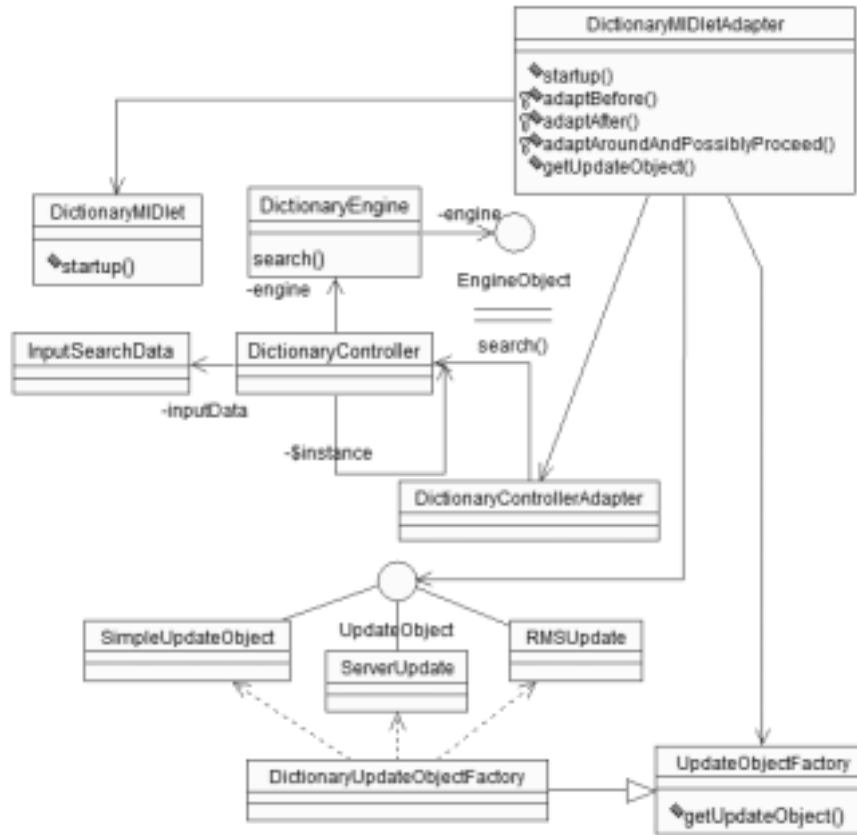 DictionaryMIDletAdapter
startup()
adaptBefore()
adaptAfter()
adaptAroundAndPossiblyProceed()
getUpdateObject()
DictionaryMIDlet
startup()
DictionaryEngine
search()
-engine
EngineObject
search()
-engine
InputSearchData
DictionaryController
-inputData
-$instance
DictionaryControllerAdapter
SimpleUpdateObject
UpdateObject
RMSUpdate
ServerUpdate
DictionaryUpdateObjectFactory
UpdateObjectFactory
getUpdateObject()